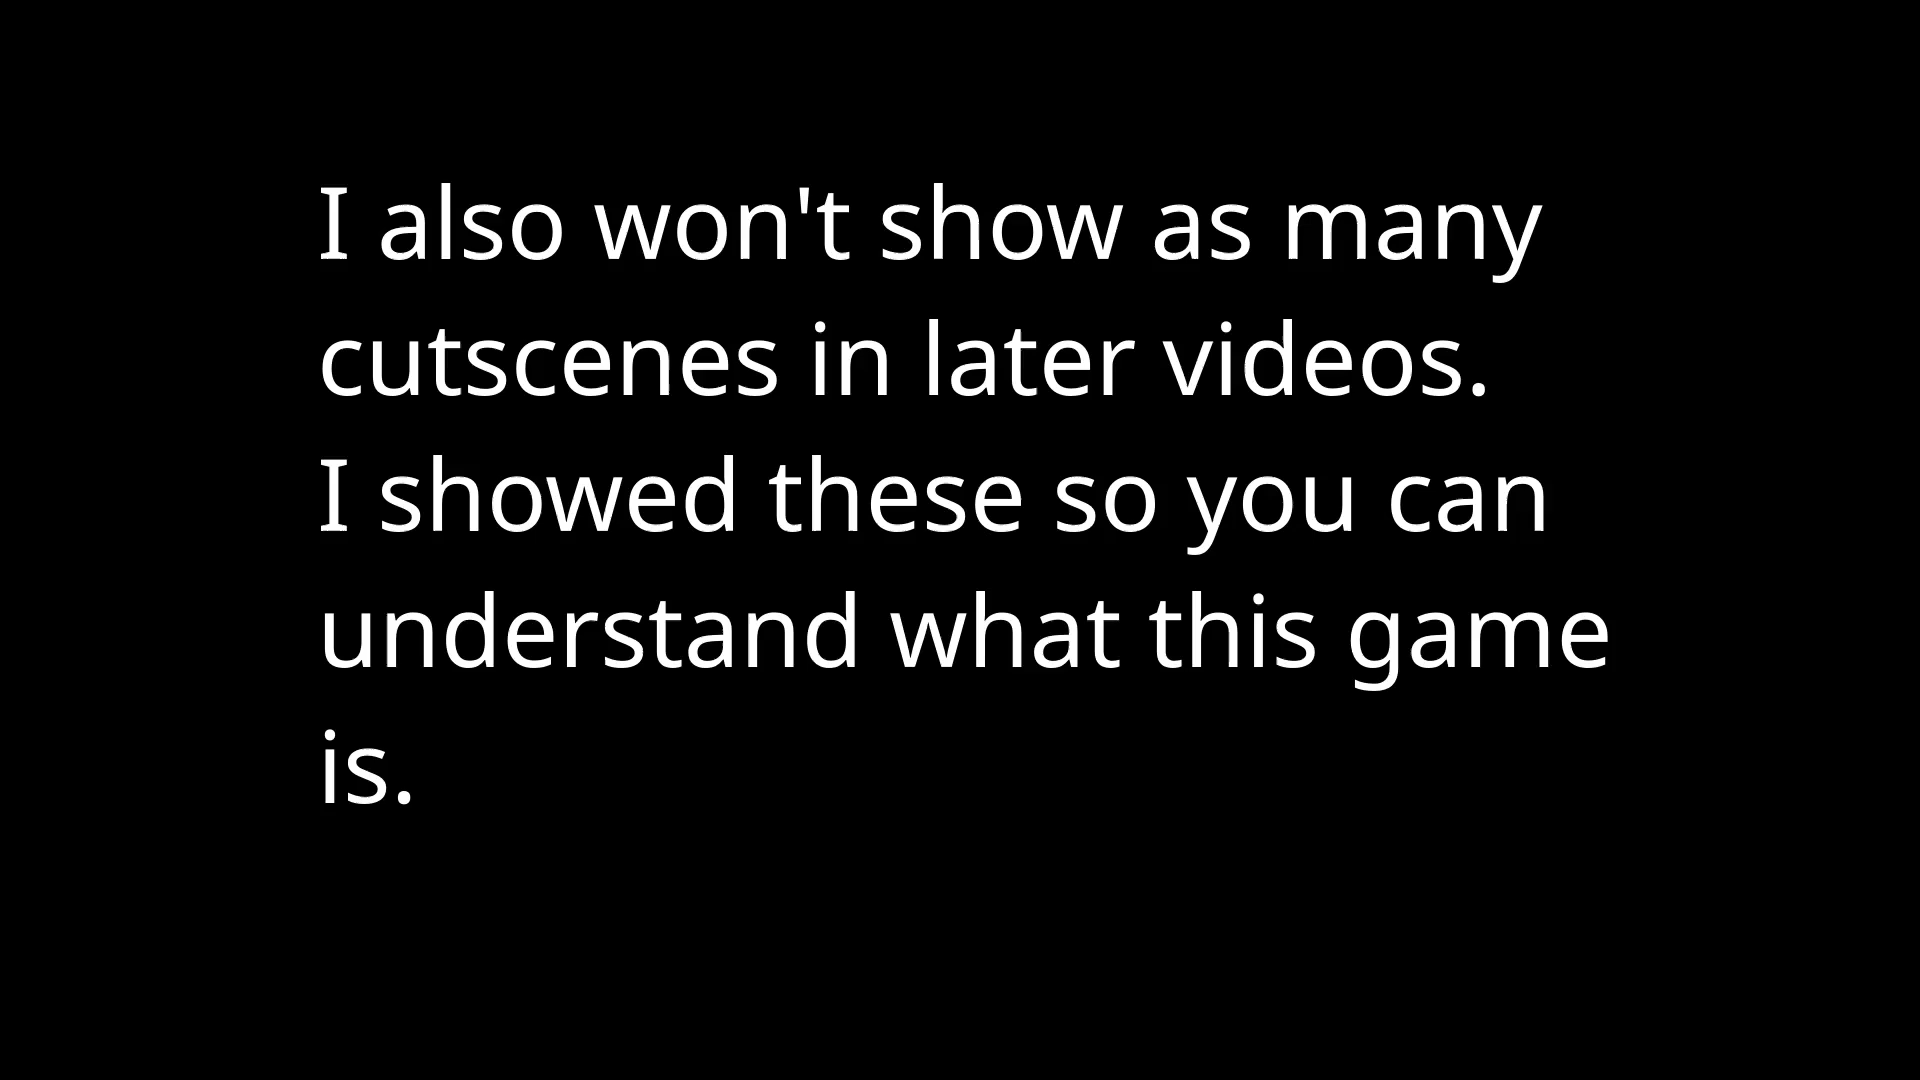 I also won't show as many
cutscenes in later videos.
I showed these so you can
understand what this game
is.